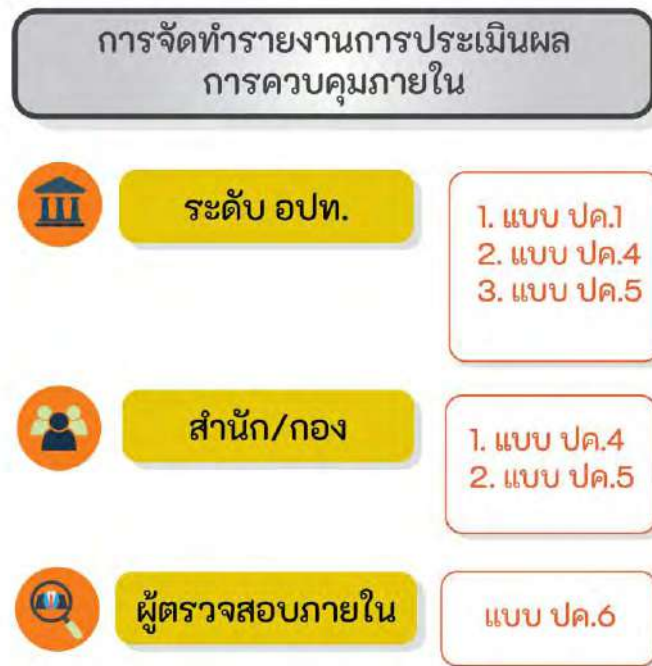 การจัดทำรายงานการประเมินผล
การควบคุมภายใน
ระดับ อปท.
1. แบบ ปค.1
2. แบบ ปค.4
3. แบบ ปค.5
สำนัก/กอง
1. แบบ ปค.4
2. แบบ ปค.5
ผู้ตรวจสอบภายใน
แบบ ปค.6